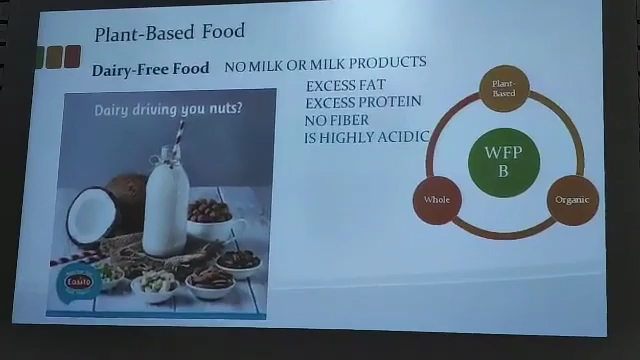 Plant-Based Food
Dairy-Free Food NO MILK OR MILK PRODUCTS
EXCESS FAT
EXCESS PROTEIN
NO FIBER
IS HIGHLY ACIDIC
Dairy driving you nuts?
Plant-
Based
WFP
B
Whole
Organic